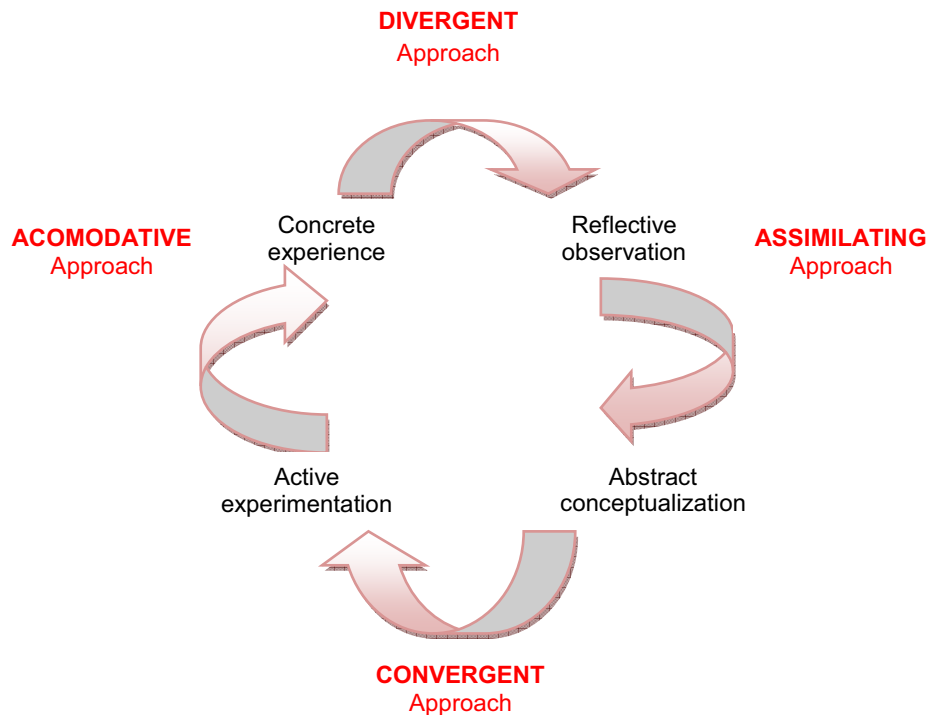 DIVERGENT
Approach
Concrete
experience
Reflective
observation
ACOMODATIVE
Approach
ASSIMILATING
Approach
Active
experimentation
Abstract
conceptualization
CONVERGENT
Approach